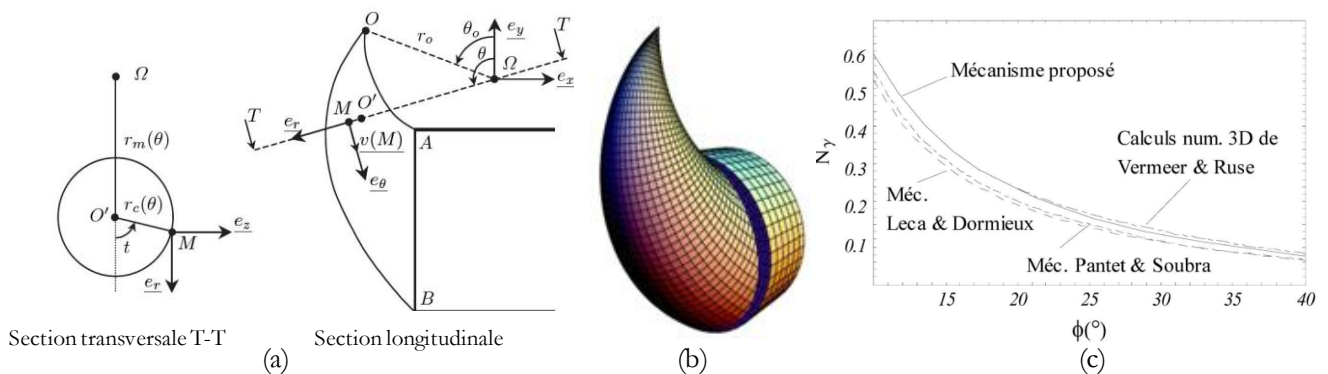 Ω
r_m(θ)
r_c(θ)
O'
e_z
M
t
e_r
Section transversale T-T
O
r_o
θ_o
e_y
T
θ
Ω
e_x
T
e_r
M O'
v(M)
A
e_θ
B
Section longitudinale
(a)
(b)
0.6
0.5
0.4
0.3
0.2
0.1
N_γ
Mécanisme proposé
Calculs num. 3D de
Vermeer & Ruse
Méc.
Leca & Dormieux
Méc. Pantet & Soubra
15 20 25 29 30 35 40
ϕ(°)
(c)